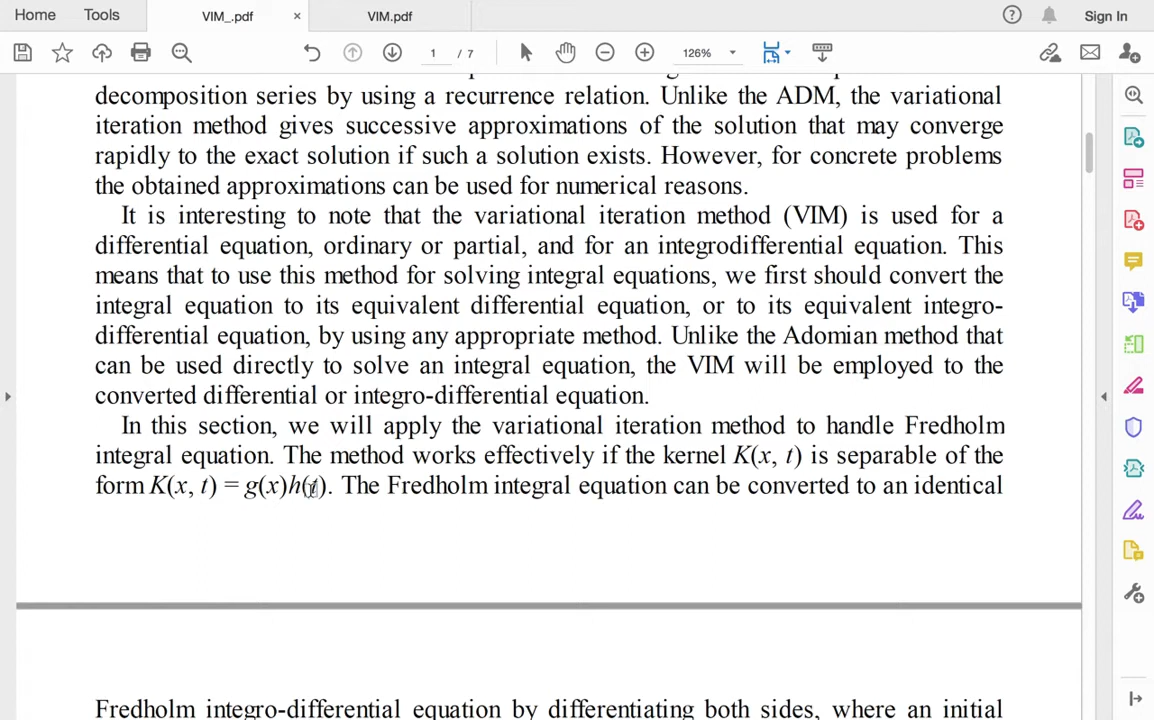 Home Tools VIM_.pdf × VIM.pdf ? Sign In
1 / 7 126%
decomposition series by using a recurrence relation. Unlike the ADM, the variational
iteration method gives successive approximations of the solution that may converge
rapidly to the exact solution if such a solution exists. However, for concrete problems
the obtained approximations can be used for numerical reasons.
It is interesting to note that the variational iteration method (VIM) is used for a
differential equation, ordinary or partial, and for an integrodifferential equation. This
means that to use this method for solving integral equations, we first should convert the
integral equation to its equivalent differential equation, or to its equivalent integro-
differential equation, by using any appropriate method. Unlike the Adomian method that
can be used directly to solve an integral equation, the VIM will be employed to the
converted differential or integro-differential equation.
In this section, we will apply the variational iteration method to handle Fredholm
integral equation. The method works effectively if the kernel K(x, t) is separable of the
form K(x, t) = g(x)h(t). The Fredholm integral equation can be converted to an identical
Fredholm integro-differential equation by differentiating both sides, where an initial